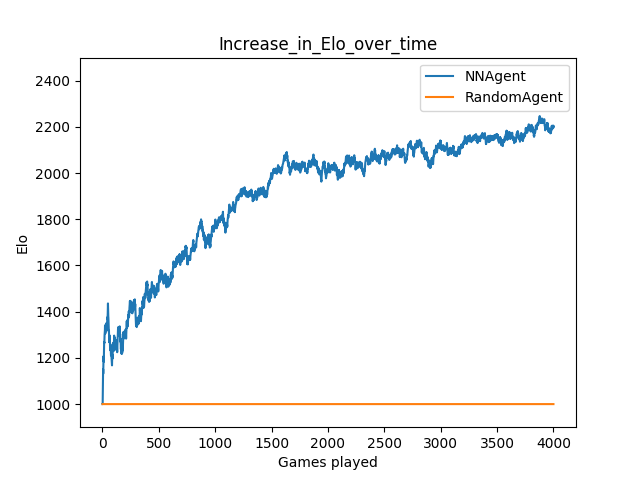 Increase_in_Elo_over_time
NNAgent
RandomAgent
2400
2200
2000
1800
1600
1400
1200
1000
Elo
0 500 1000 1500 2000 2500 3000 3500 4000
Games played